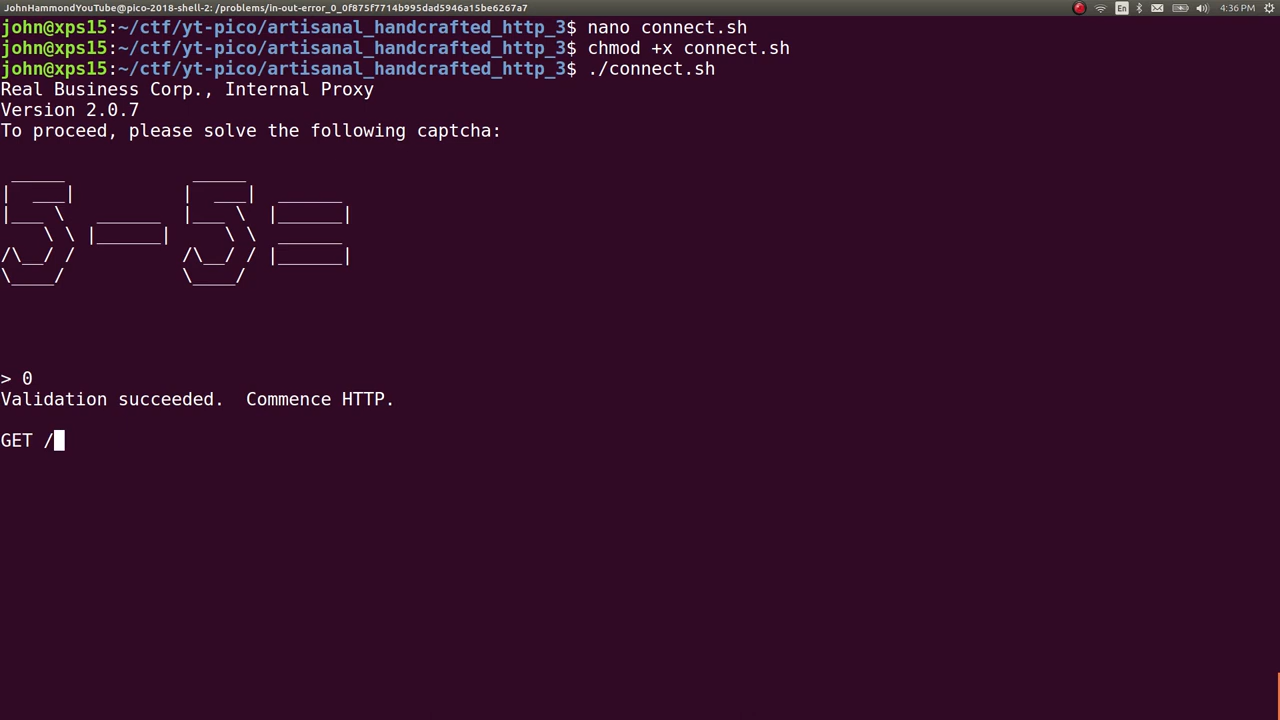 JohnHammondYouTube@pico-2018-shell-2: /problems/in-out-error_0_0f875f7714b995dad5946a15be6267a7
En
4:36 PM
john@xps15:~/ctf/yt-pico/artisanal_handcrafted_http_3$ nano connect.sh
john@xps15:~/ctf/yt-pico/artisanal_handcrafted_http_3$ chmod +x connect.sh
john@xps15:~/ctf/yt-pico/artisanal_handcrafted_http_3$ ./connect.sh
Real Business Corp., Internal Proxy
Version 2.0.7
To proceed, please solve the following captcha:
5-5=
> 0
Validation succeeded.  Commence HTTP.
GET /